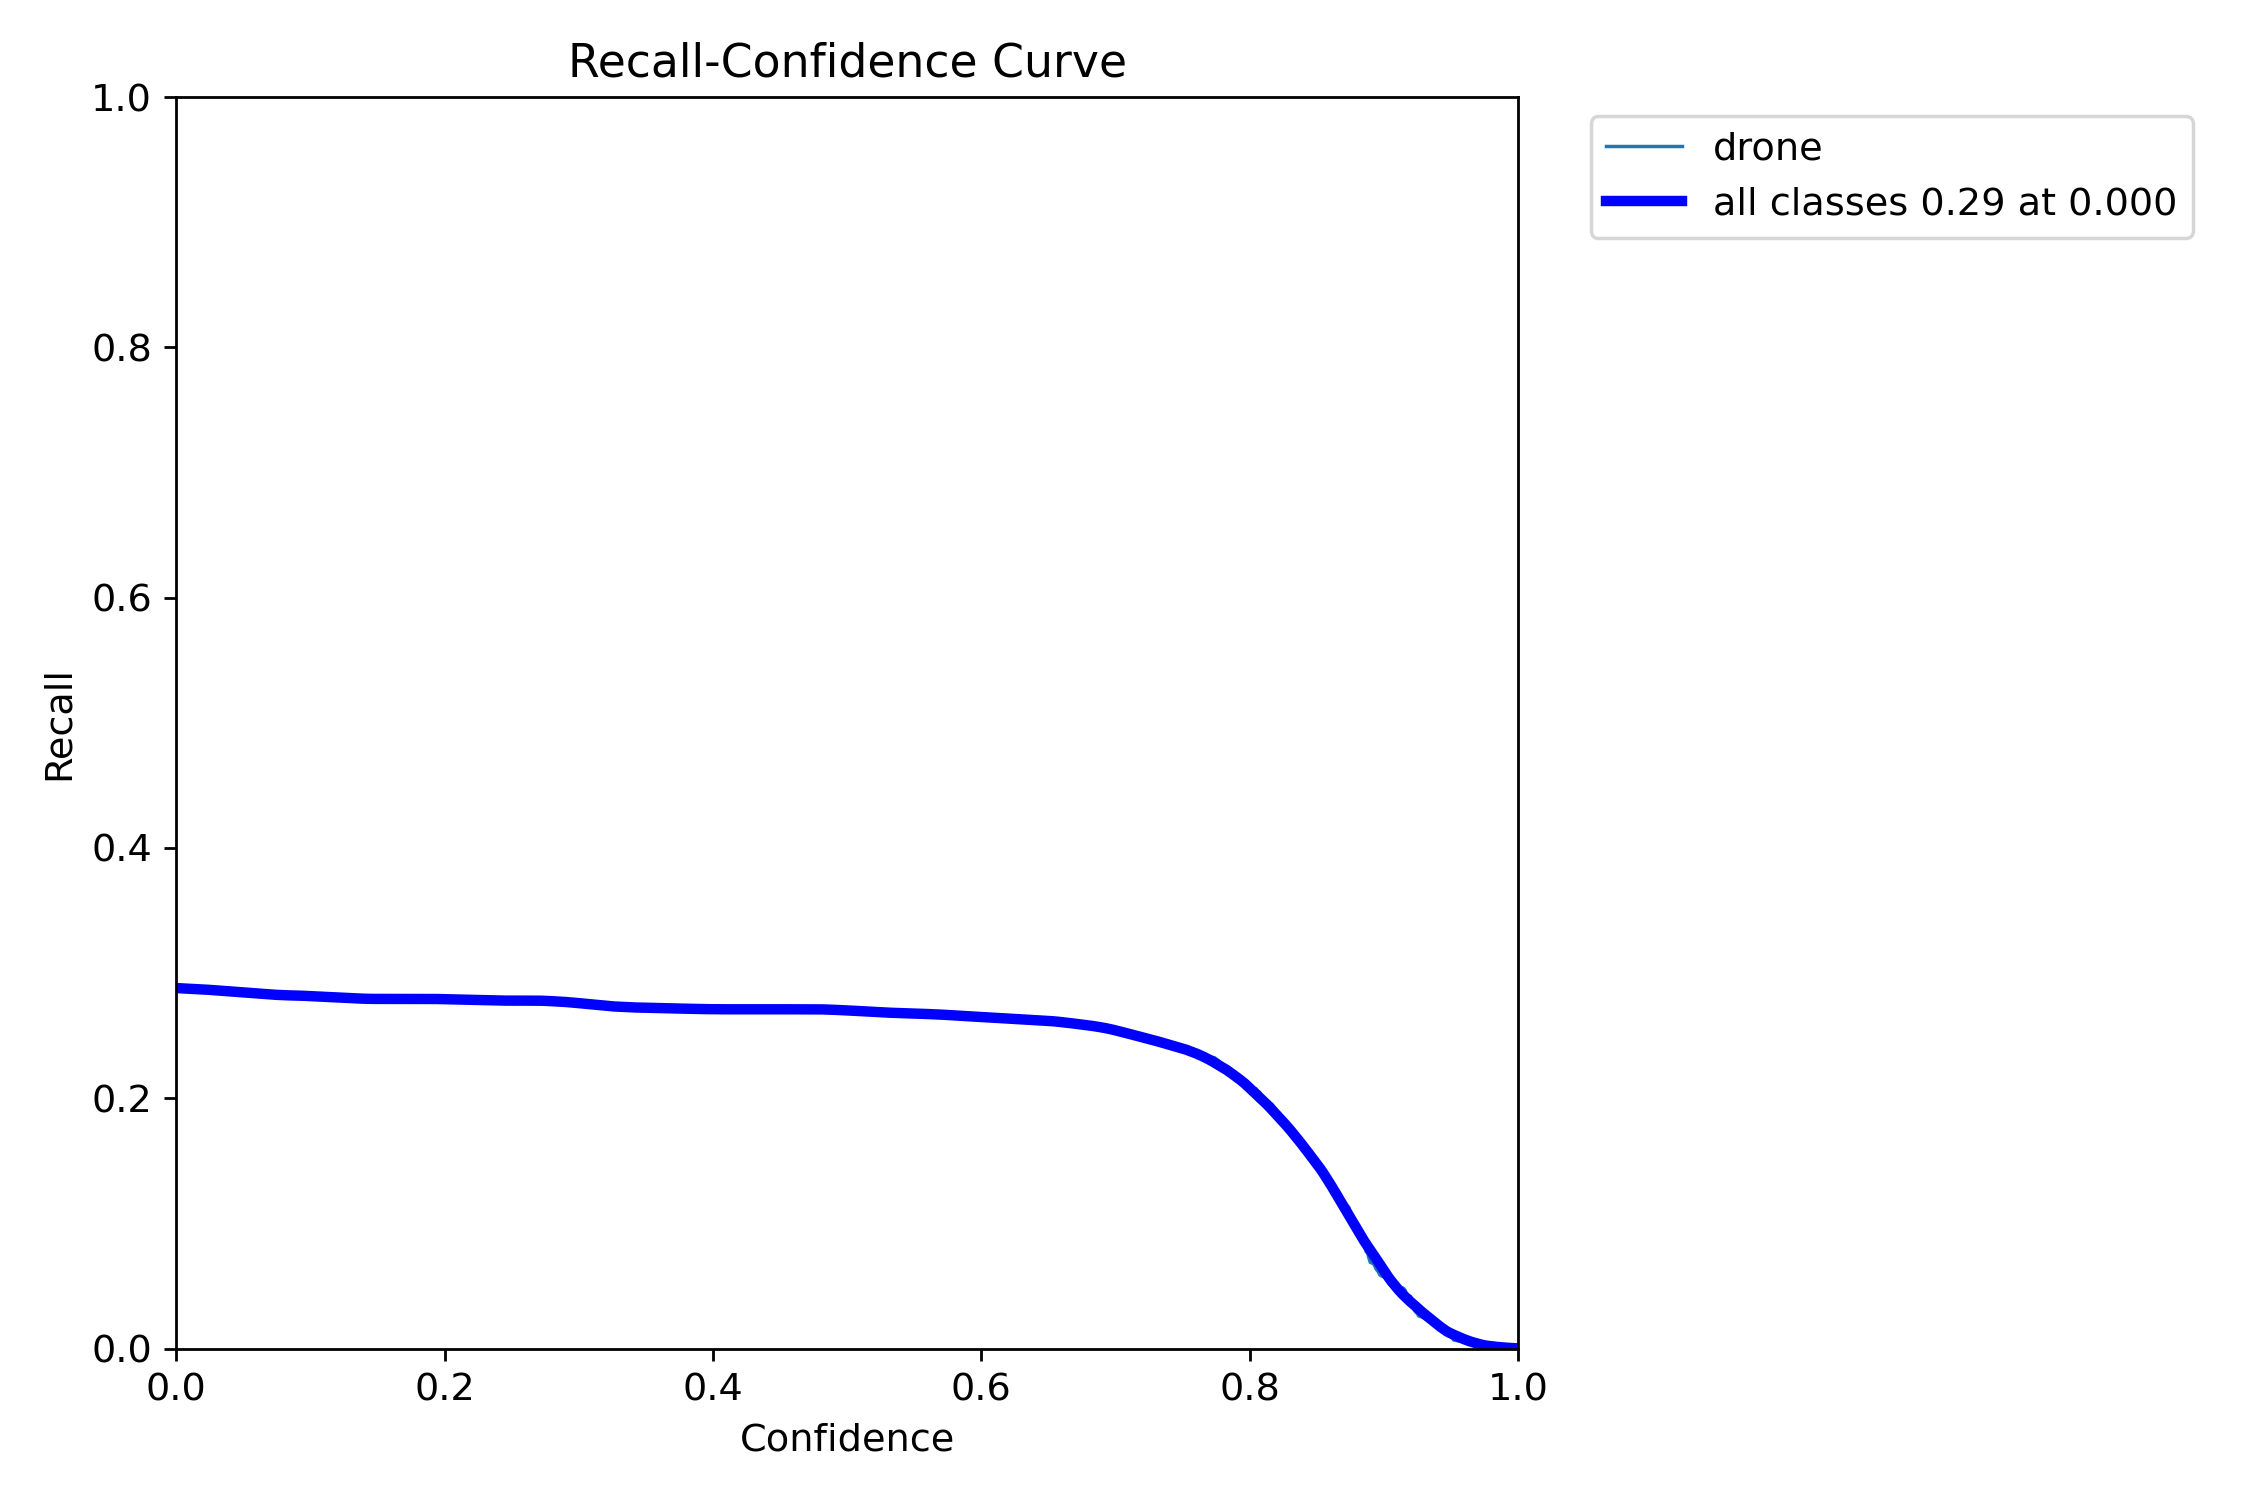 Recall-Confidence Curve
1.0
0.8
0.6
0.4
0.2
0.0
Recall
0.0 0.2 0.4 0.6 0.8 1.0
Confidence
drone
all classes 0.29 at 0.000